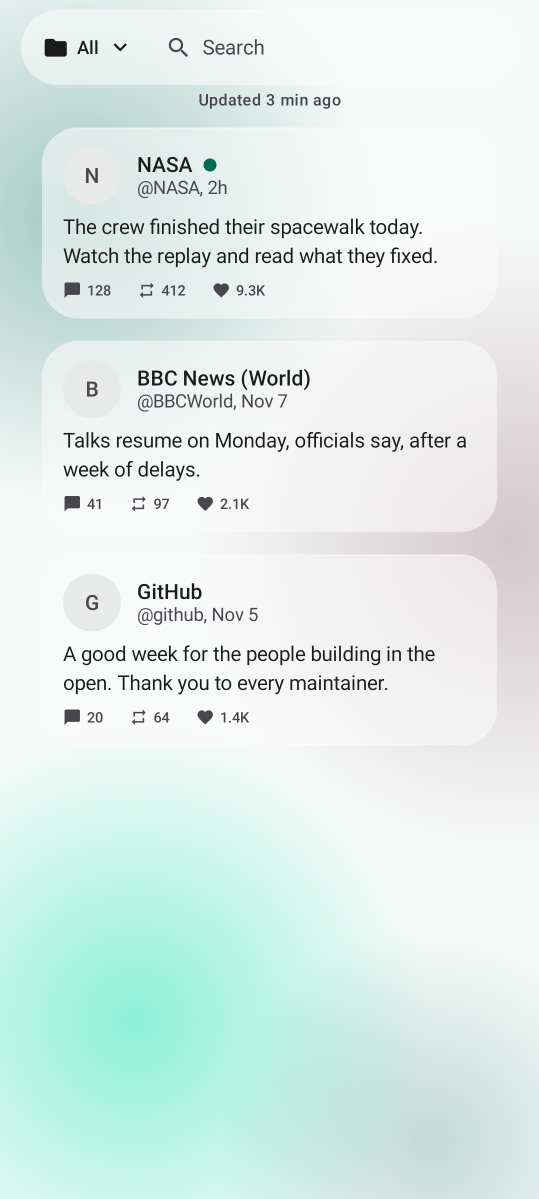 All
Search
Updated 3 min ago
N
NASA
@NASA, 2h
The crew finished their spacewalk today.
Watch the replay and read what they fixed.
128 412 9.3K
B
BBC News (World)
@BBCWorld, Nov 7
Talks resume on Monday, officials say, after a
week of delays.
41 97 2.1K
G
GitHub
@github, Nov 5
A good week for the people building in the
open. Thank you to every maintainer.
20 64 1.4K